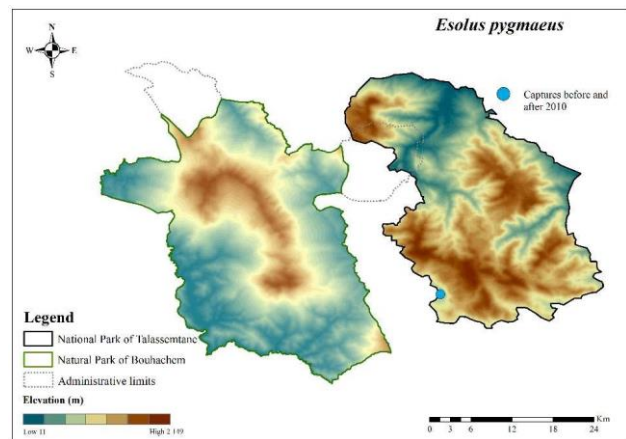 Esolus pygmaeus
N
W E
S
Captures before and
after 2010
Legend
National Park of Talassemtane
Natural Park of Bouhachem
Administrative limits
Elevation (m)
Low 11 High 2 149
Km
0 3 6 12 18 24